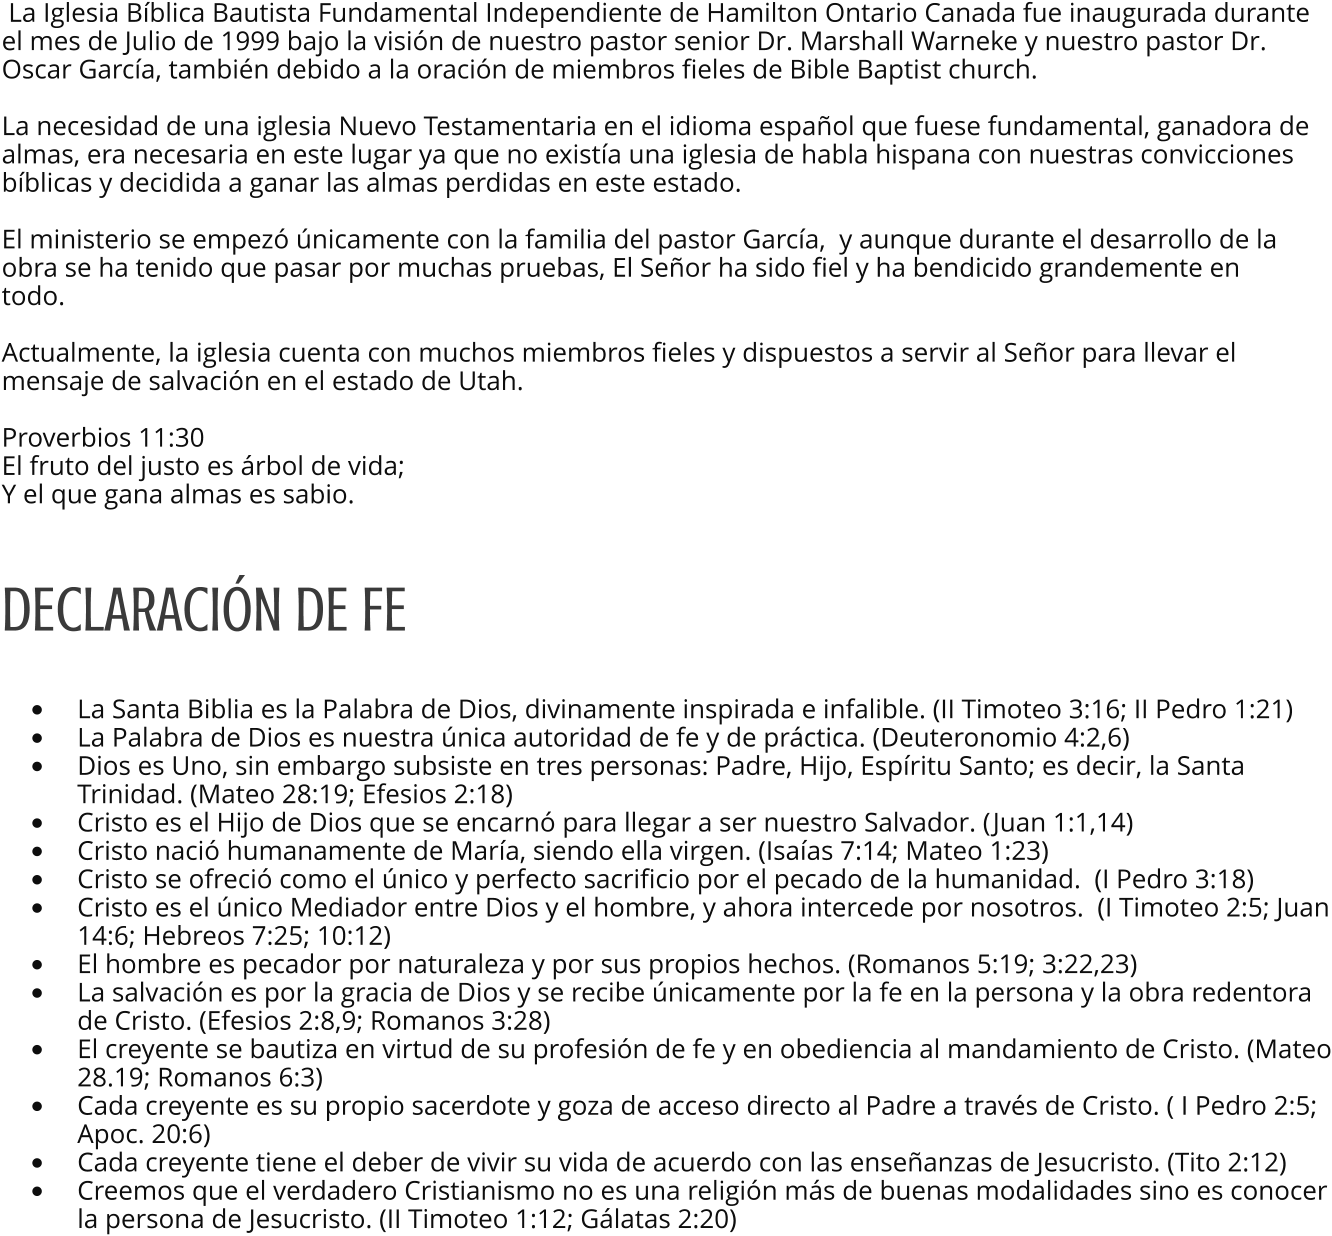 La Iglesia Bíblica Bautista Fundamental Independiente de Hamilton Ontario Canada fue inaugurada durante
el mes de Julio de 1999 bajo la visión de nuestro pastor senior Dr. Marshall Warneke y nuestro pastor Dr.
Oscar García, también debido a la oración de miembros fieles de Bible Baptist church.

La necesidad de una iglesia Nuevo Testamentaria en el idioma español que fuese fundamental, ganadora de
almas, era necesaria en este lugar ya que no existía una iglesia de habla hispana con nuestras convicciones
bíblicas y decidida a ganar las almas perdidas en este estado.

El ministerio se empezó únicamente con la familia del pastor García,  y aunque durante el desarrollo de la
obra se ha tenido que pasar por muchas pruebas, El Señor ha sido fiel y ha bendicido grandemente en
todo.

Actualmente, la iglesia cuenta con muchos miembros fieles y dispuestos a servir al Señor para llevar el
mensaje de salvación en el estado de Utah.

Proverbios 11:30
El fruto del justo es árbol de vida;
Y el que gana almas es sabio.

DECLARACIÓN DE FE

• La Santa Biblia es la Palabra de Dios, divinamente inspirada e infalible. (II Timoteo 3:16; II Pedro 1:21)
• La Palabra de Dios es nuestra única autoridad de fe y de práctica. (Deuteronomio 4:2,6)
• Dios es Uno, sin embargo subsiste en tres personas: Padre, Hijo, Espíritu Santo; es decir, la Santa
Trinidad. (Mateo 28:19; Efesios 2:18)
• Cristo es el Hijo de Dios que se encarnó para llegar a ser nuestro Salvador. (Juan 1:1,14)
• Cristo nació humanamente de María, siendo ella virgen. (Isaías 7:14; Mateo 1:23)
• Cristo se ofreció como el único y perfecto sacrificio por el pecado de la humanidad.  (I Pedro 3:18)
• Cristo es el único Mediador entre Dios y el hombre, y ahora intercede por nosotros.  (I Timoteo 2:5; Juan
14:6; Hebreos 7:25; 10:12)
• El hombre es pecador por naturaleza y por sus propios hechos. (Romanos 5:19; 3:22,23)
• La salvación es por la gracia de Dios y se recibe únicamente por la fe en la persona y la obra redentora
de Cristo. (Efesios 2:8,9; Romanos 3:28)
• El creyente se bautiza en virtud de su profesión de fe y en obediencia al mandamiento de Cristo. (Mateo
28.19; Romanos 6:3)
• Cada creyente es su propio sacerdote y goza de acceso directo al Padre a través de Cristo. ( I Pedro 2:5;
Apoc. 20:6)
• Cada creyente tiene el deber de vivir su vida de acuerdo con las enseñanzas de Jesucristo. (Tito 2:12)
• Creemos que el verdadero Cristianismo no es una religión más de buenas modalidades sino es conocer
la persona de Jesucristo. (II Timoteo 1:12; Gálatas 2:20)